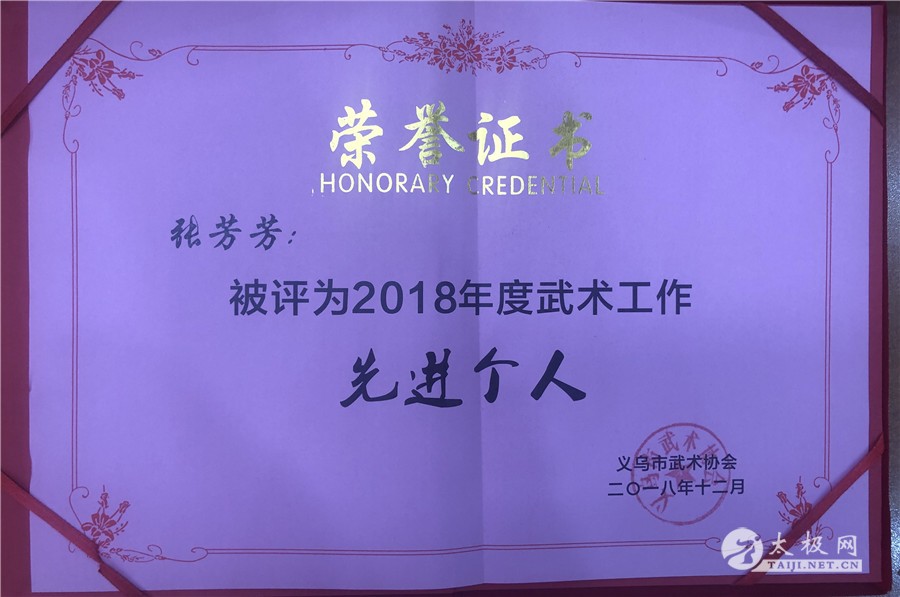 荣誉证书
HONORARY CREDENTIAL
张芳芳：
被评为2018年度武术工作
先进个人
义乌市武术协会
二〇一八年十二月
太极网
TAIJI.NET.CN